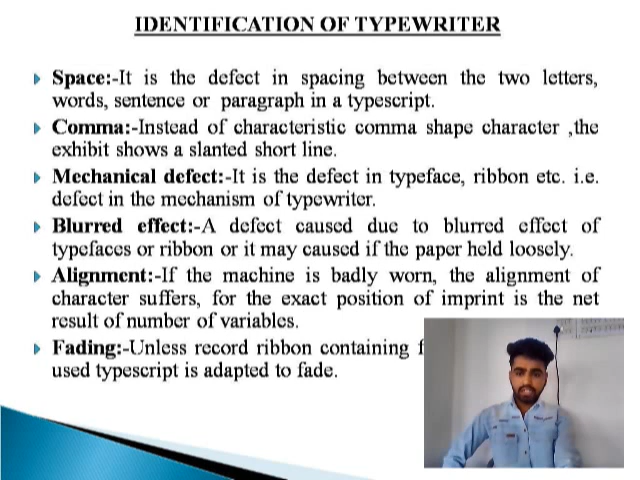 IDENTIFICATION OF TYPEWRITER
Space:-It is the defect in spacing between the two letters,
words, sentence or paragraph in a typescript.
Comma:-Instead of characteristic comma shape character ,the
exhibit shows a slanted short line.
Mechanical defect:-It is the defect in typeface, ribbon etc. i.e.
defect in the mechanism of typewriter.
Blurred effect:-A defect caused due to blurred effect of
typefaces or ribbon or it may caused if the paper held loosely.
Alignment:-If the machine is badly worn, the alignment of
character suffers, for the exact position of imprint is the net
result of number of variables.
Fading:-Unless record ribbon containing
used typescript is adapted to fade.